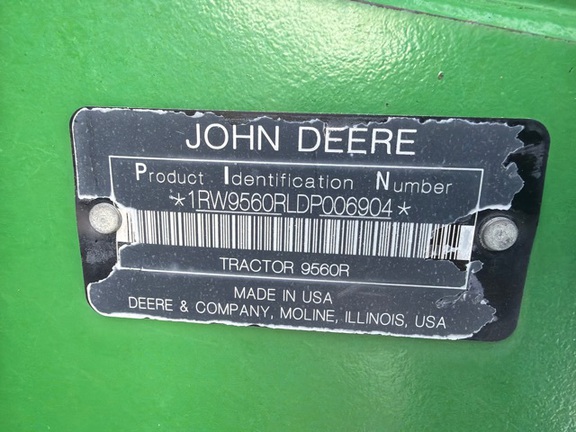 JOHN DEERE
Product Identification Number
*1RW9560RLDP006904*
TRACTOR 9560R
MADE IN USA
DEERE & COMPANY, MOLINE, ILLINOIS, USA